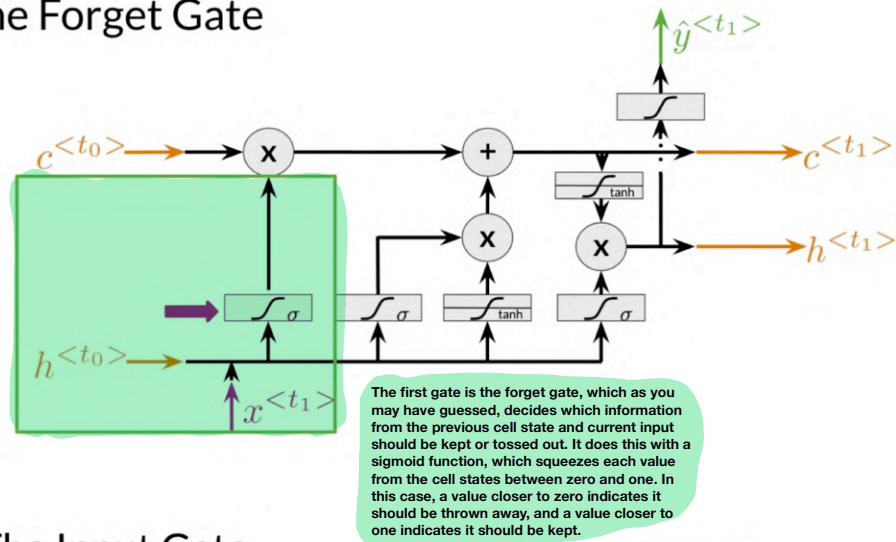 ne Forget Gate
ŷ<t₁>
c<t₀>
x
+
c<t₁>
tanh
x
x
h<t₁>
σ
σ
tanh
σ
h<t₀>
x<t₁>
The first gate is the forget gate, which as you
may have guessed, decides which information
from the previous cell state and current input
should be kept or tossed out. It does this with a
sigmoid function, which squeezes each value
from the cell states between zero and one. In
this case, a value closer to zero indicates it
should be thrown away, and a value closer to
one indicates it should be kept.
The Input Gate